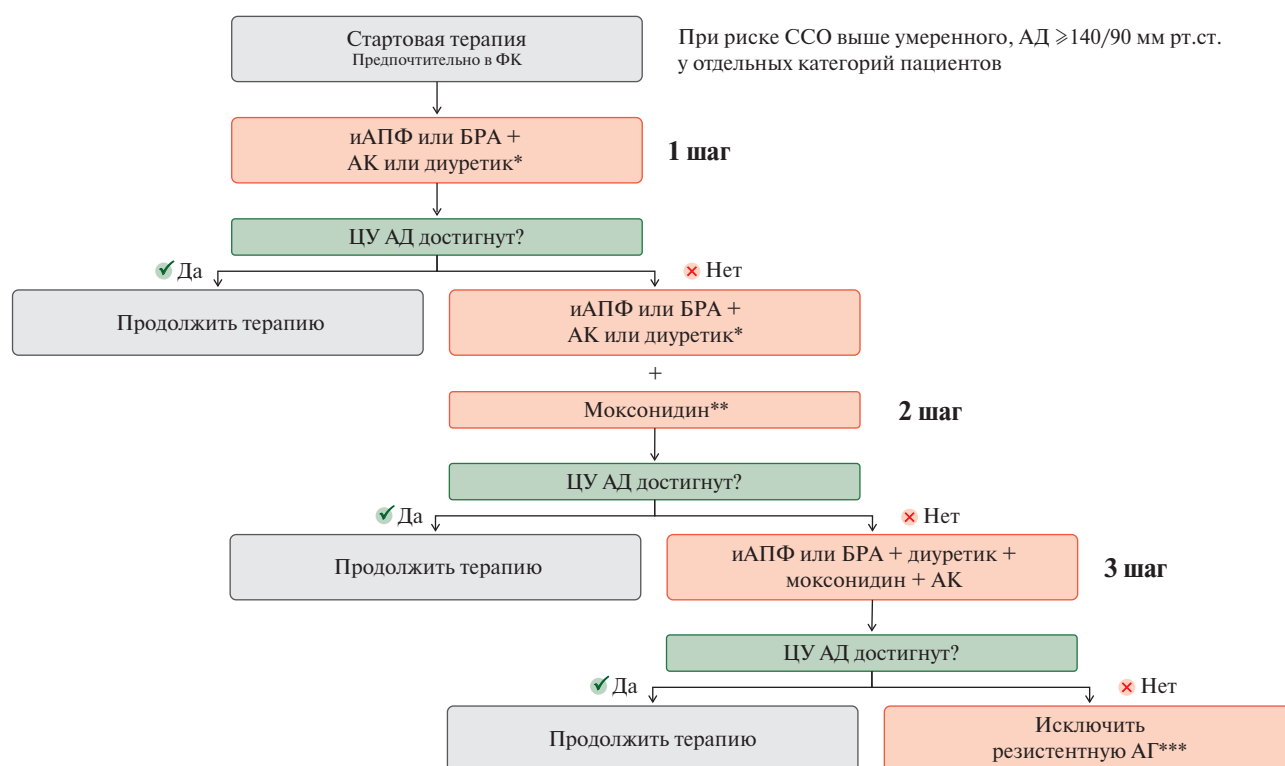 Стартовая терапия
Предпочтительно в ФК
При риске ССО выше умеренного, АД ⩾140/90 мм рт.ст.
у отдельных категорий пациентов
иАПФ или БРА +
АК или диуретик*
1 шаг
ЦУ АД достигнут?
Да
Нет
Продолжить терапию
иАПФ или БРА +
АК или диуретик*
+
Моксонидин**
2 шаг
ЦУ АД достигнут?
Да
Нет
Продолжить терапию
иАПФ или БРА + диуретик +
моксонидин + АК
3 шаг
ЦУ АД достигнут?
Да
Нет
Продолжить терапию
Исключить
резистентную АГ***